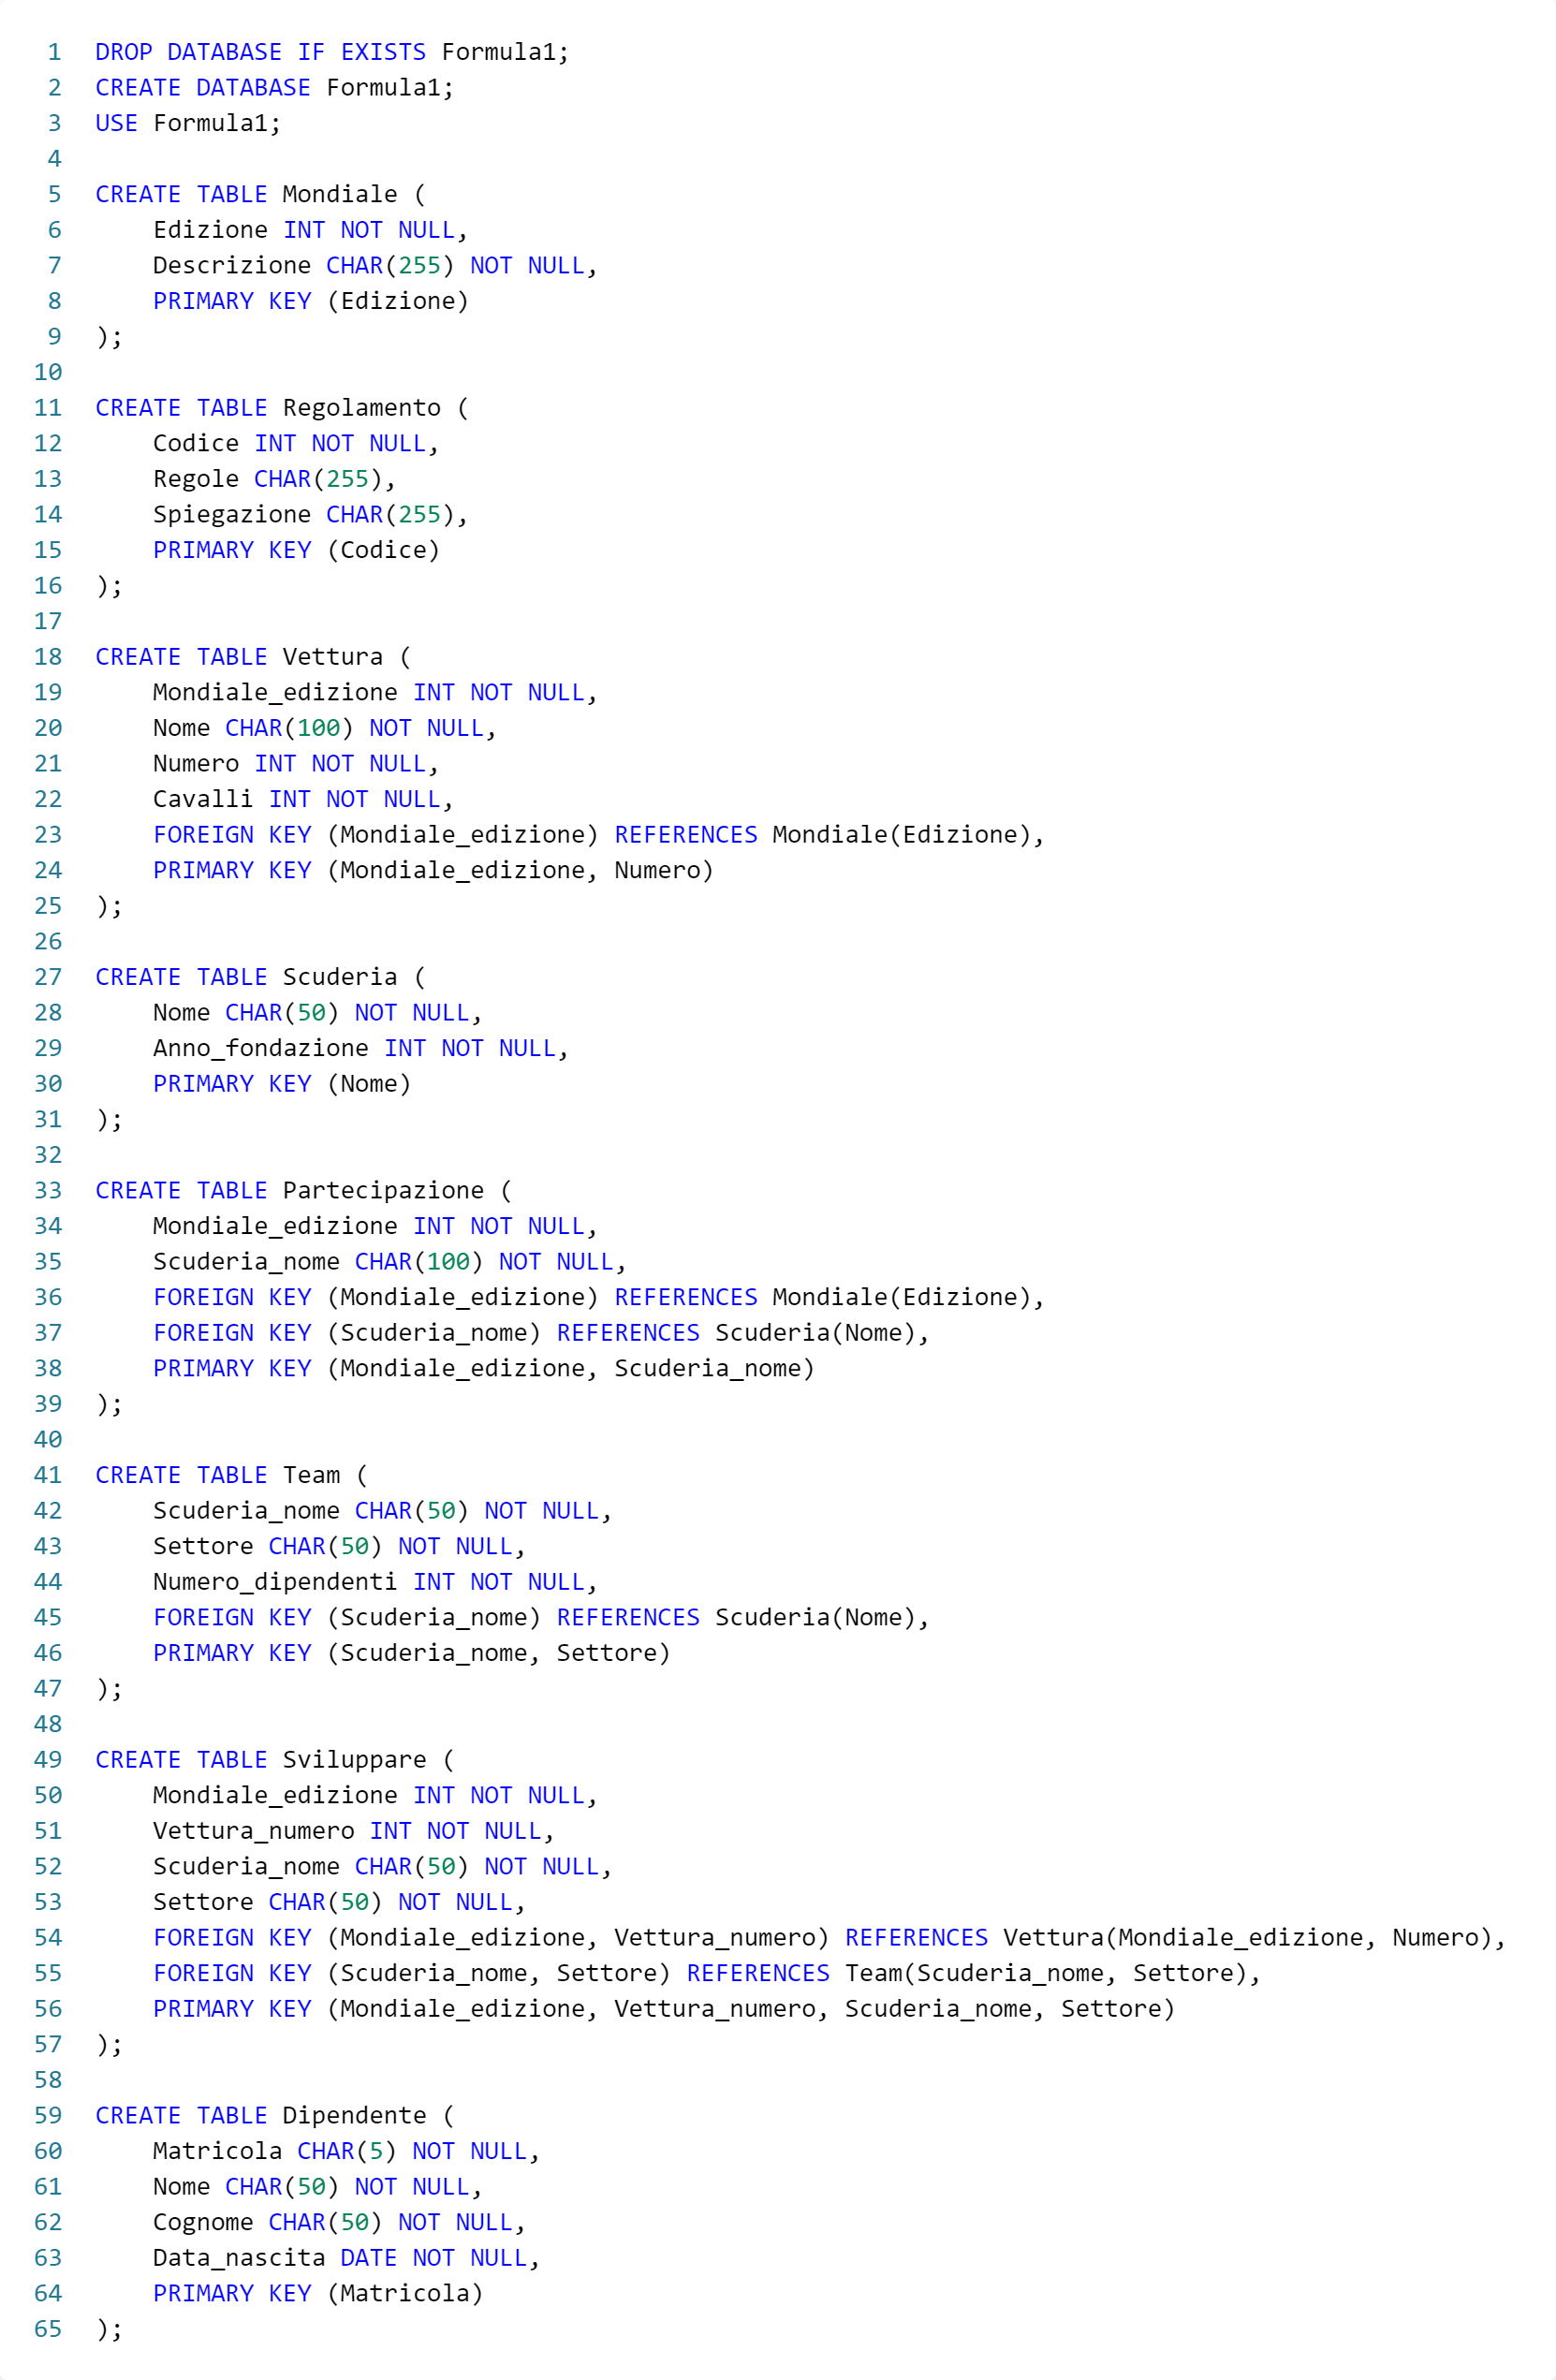 1 DROP DATABASE IF EXISTS Formula1;
2 CREATE DATABASE Formula1;
3 USE Formula1;
4
5 CREATE TABLE Mondiale (
6     Edizione INT NOT NULL,
7     Descrizione CHAR(255) NOT NULL,
8     PRIMARY KEY (Edizione)
9 );
10
11 CREATE TABLE Regolamento (
12     Codice INT NOT NULL,
13     Regole CHAR(255),
14     Spiegazione CHAR(255),
15     PRIMARY KEY (Codice)
16 );
17
18 CREATE TABLE Vettura (
19     Mondiale_edizione INT NOT NULL,
20     Nome CHAR(100) NOT NULL,
21     Numero INT NOT NULL,
22     Cavalli INT NOT NULL,
23     FOREIGN KEY (Mondiale_edizione) REFERENCES Mondiale(Edizione),
24     PRIMARY KEY (Mondiale_edizione, Numero)
25 );
26
27 CREATE TABLE Scuderia (
28     Nome CHAR(50) NOT NULL,
29     Anno_fondazione INT NOT NULL,
30     PRIMARY KEY (Nome)
31 );
32
33 CREATE TABLE Partecipazione (
34     Mondiale_edizione INT NOT NULL,
35     Scuderia_nome CHAR(100) NOT NULL,
36     FOREIGN KEY (Mondiale_edizione) REFERENCES Mondiale(Edizione),
37     FOREIGN KEY (Scuderia_nome) REFERENCES Scuderia(Nome),
38     PRIMARY KEY (Mondiale_edizione, Scuderia_nome)
39 );
40
41 CREATE TABLE Team (
42     Scuderia_nome CHAR(50) NOT NULL,
43     Settore CHAR(50) NOT NULL,
44     Numero_dipendenti INT NOT NULL,
45     FOREIGN KEY (Scuderia_nome) REFERENCES Scuderia(Nome),
46     PRIMARY KEY (Scuderia_nome, Settore)
47 );
48
49 CREATE TABLE Sviluppare (
50     Mondiale_edizione INT NOT NULL,
51     Vettura_numero INT NOT NULL,
52     Scuderia_nome CHAR(50) NOT NULL,
53     Settore CHAR(50) NOT NULL,
54     FOREIGN KEY (Mondiale_edizione, Vettura_numero) REFERENCES Vettura(Mondiale_edizione, Numero),
55     FOREIGN KEY (Scuderia_nome, Settore) REFERENCES Team(Scuderia_nome, Settore),
56     PRIMARY KEY (Mondiale_edizione, Vettura_numero, Scuderia_nome, Settore)
57 );
58
59 CREATE TABLE Dipendente (
60     Matricola CHAR(5) NOT NULL,
61     Nome CHAR(50) NOT NULL,
62     Cognome CHAR(50) NOT NULL,
63     Data_nascita DATE NOT NULL,
64     PRIMARY KEY (Matricola)
65 );